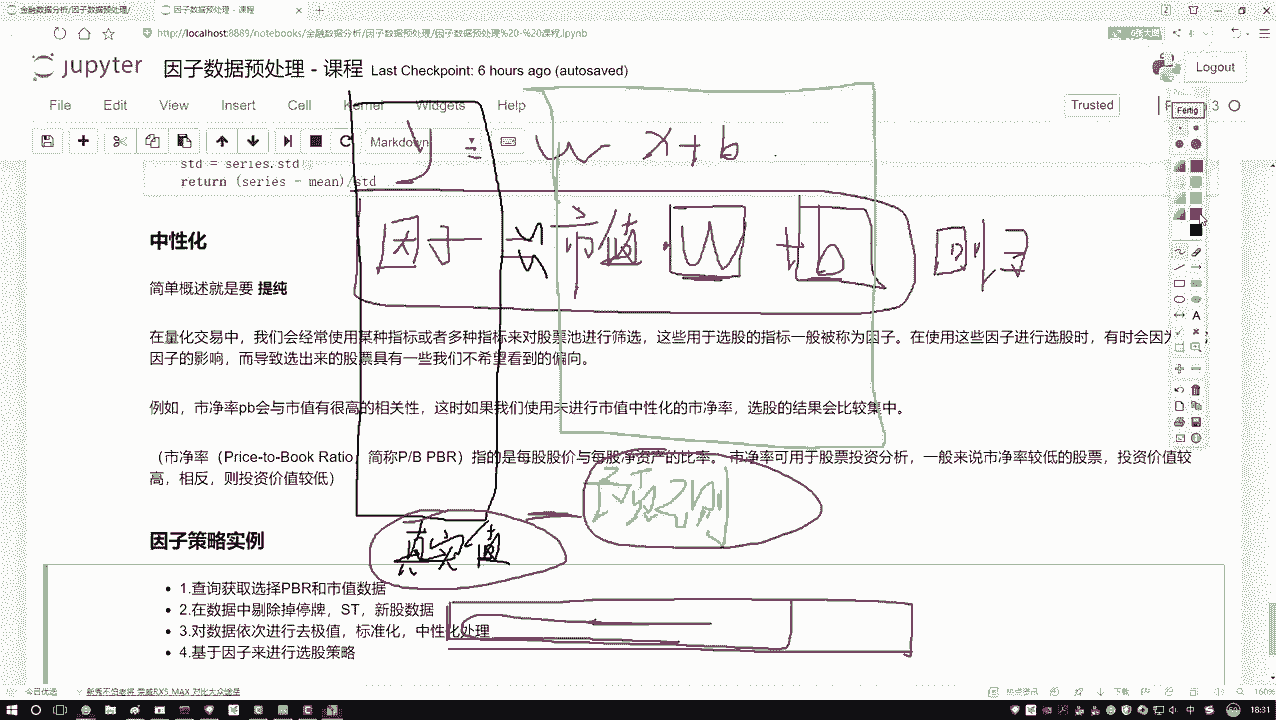 金融数据分析/因子数据预处理/
因子数据预处理 - 课程
http://localhost:8889/notebooks/金融数据分析/因子数据预处理/因子数据预处理%20-%20课程.ipynb
jupyter 因子数据预处理 - 课程 Last Checkpoint: 6 hours ago (autosaved)
Logout
File Edit View Insert Cell Kernel Widgets Help
Trusted
3
Markdown
Fertig
y = w x + b
std = series.std
return (series - mean)/std
因子 市值 · W + b 回归
中性化
简单概述就是要 提纯
在量化交易中，我们会经常使用某种指标或者多种指标来对股票池进行筛选，这些用于选股的指标一般被称为因子。在使用这些因子进行选股时，有时会因为
因子的影响，而导致选出来的股票具有一些我们不希望看到的偏向。
例如，市净率pb会与市值有很高的相关性，这时如果我们使用未进行市值中性化的市净率，选股的结果会比较集中。
（市净率（Price-to-Book Ratio 简称P/B PBR）指的是每股股价与每股净资产的比率。 市净率可用于股票投资分析，一般来说市净率较低的股票，投资价值较
高，相反，则投资价值较低）
预测
真实值
因子策略实例
1.查询获取选择PBR和市值数据
2.在数据中剔除掉停牌，ST，新股数据
3.对数据依次进行去极值，标准化，中性化处理
4.基于因子来进行选股策略
今日优选
下载
160%
中
18:31